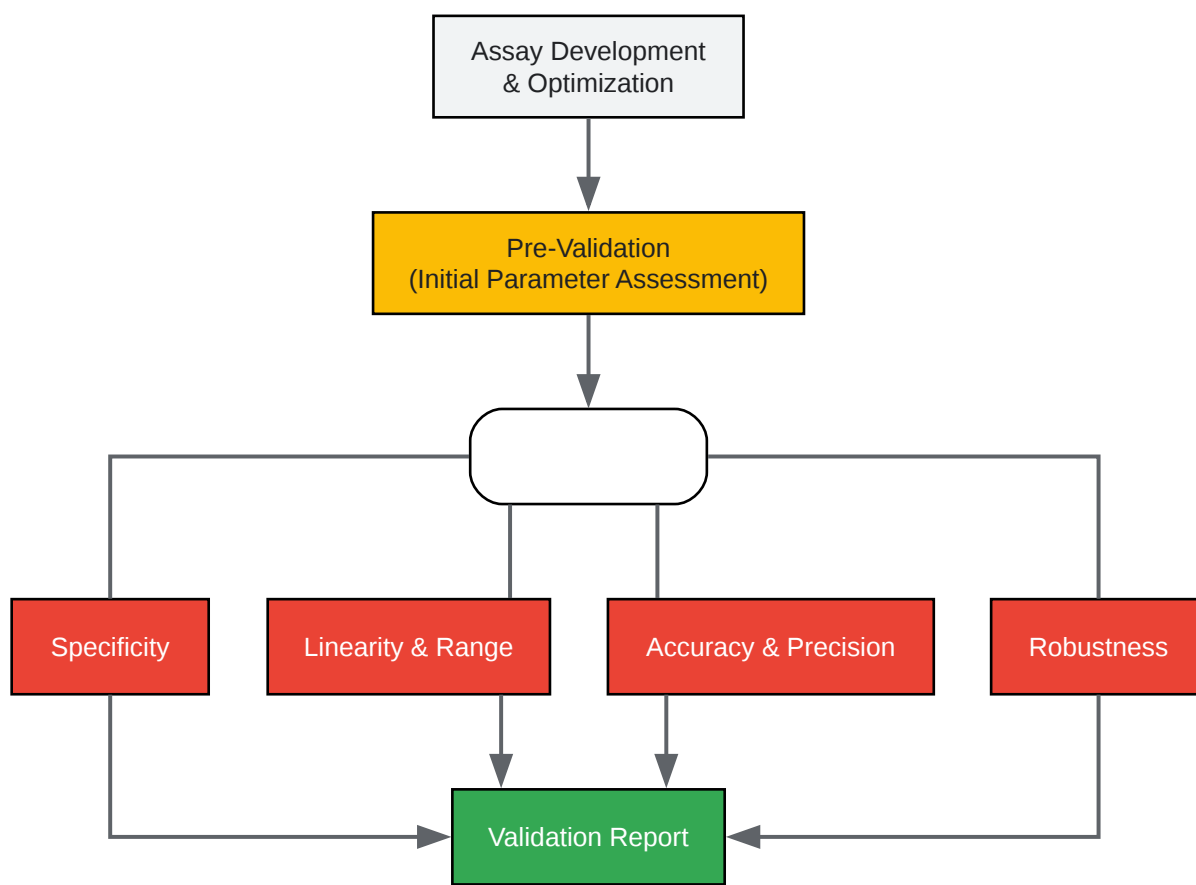 Assay Development
& Optimization
Pre-Validation
(Initial Parameter Assessment)
Specificity
Linearity & Range
Accuracy & Precision
Robustness
Validation Report